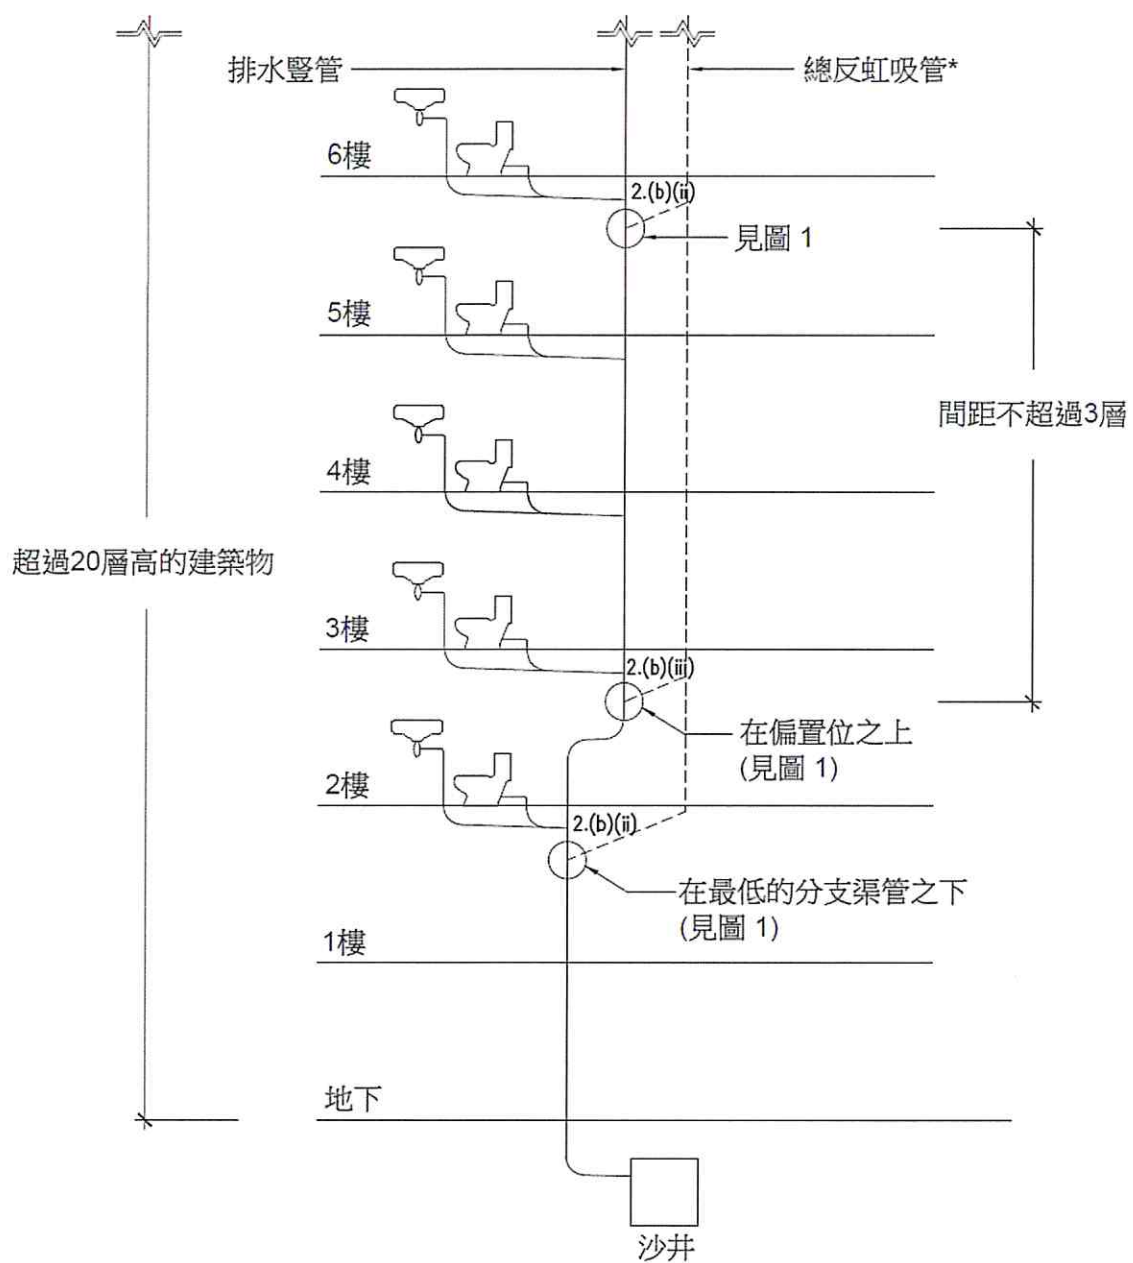 排水豎管
總反虹吸管*
6樓
2.(b)(ii)
見圖 1
5樓
間距不超過3層
4樓
超過20層高的建築物
3樓
2.(b)(iii)
在偏置位之上
(見圖 1)
2樓
2.(b)(ii)
在最低的分支渠管之下
(見圖 1)
1樓
地下
沙井